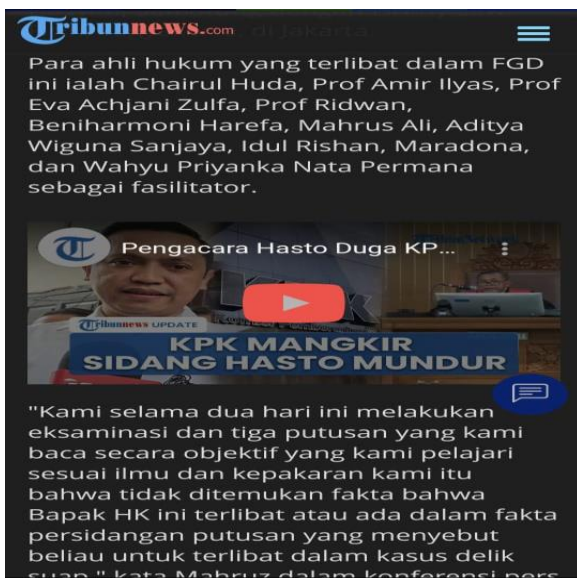 Tribunnews.com
di Jakarta.
Para ahli hukum yang terlibat dalam FGD
ini ialah Chairul Huda, Prof Amir Ilyas, Prof
Eva Achjani Zulfa, Prof Ridwan,
Beniharmoni Harefa, Mahrus Ali, Aditya
Wiguna Sanjaya, Idul Rishan, Maradona,
dan Wahyu Priyanka Nata Permana
sebagai fasilitator.
Pengacara Hasto Duga KP...
Tribunnews UPDATE
KPK MANGKIR
SIDANG HASTO MUNDUR
"Kami selama dua hari ini melakukan
eksaminasi dan tiga putusan yang kami
baca secara objektif yang kami pelajari
sesuai ilmu dan kepakaran kami itu
bahwa tidak ditemukan fakta bahwa
Bapak HK ini terlibat atau ada dalam fakta
persidangan putusan yang menyebut
beliau untuk terlibat dalam kasus delik
suap," kata Mahruz dalam konferensi pers